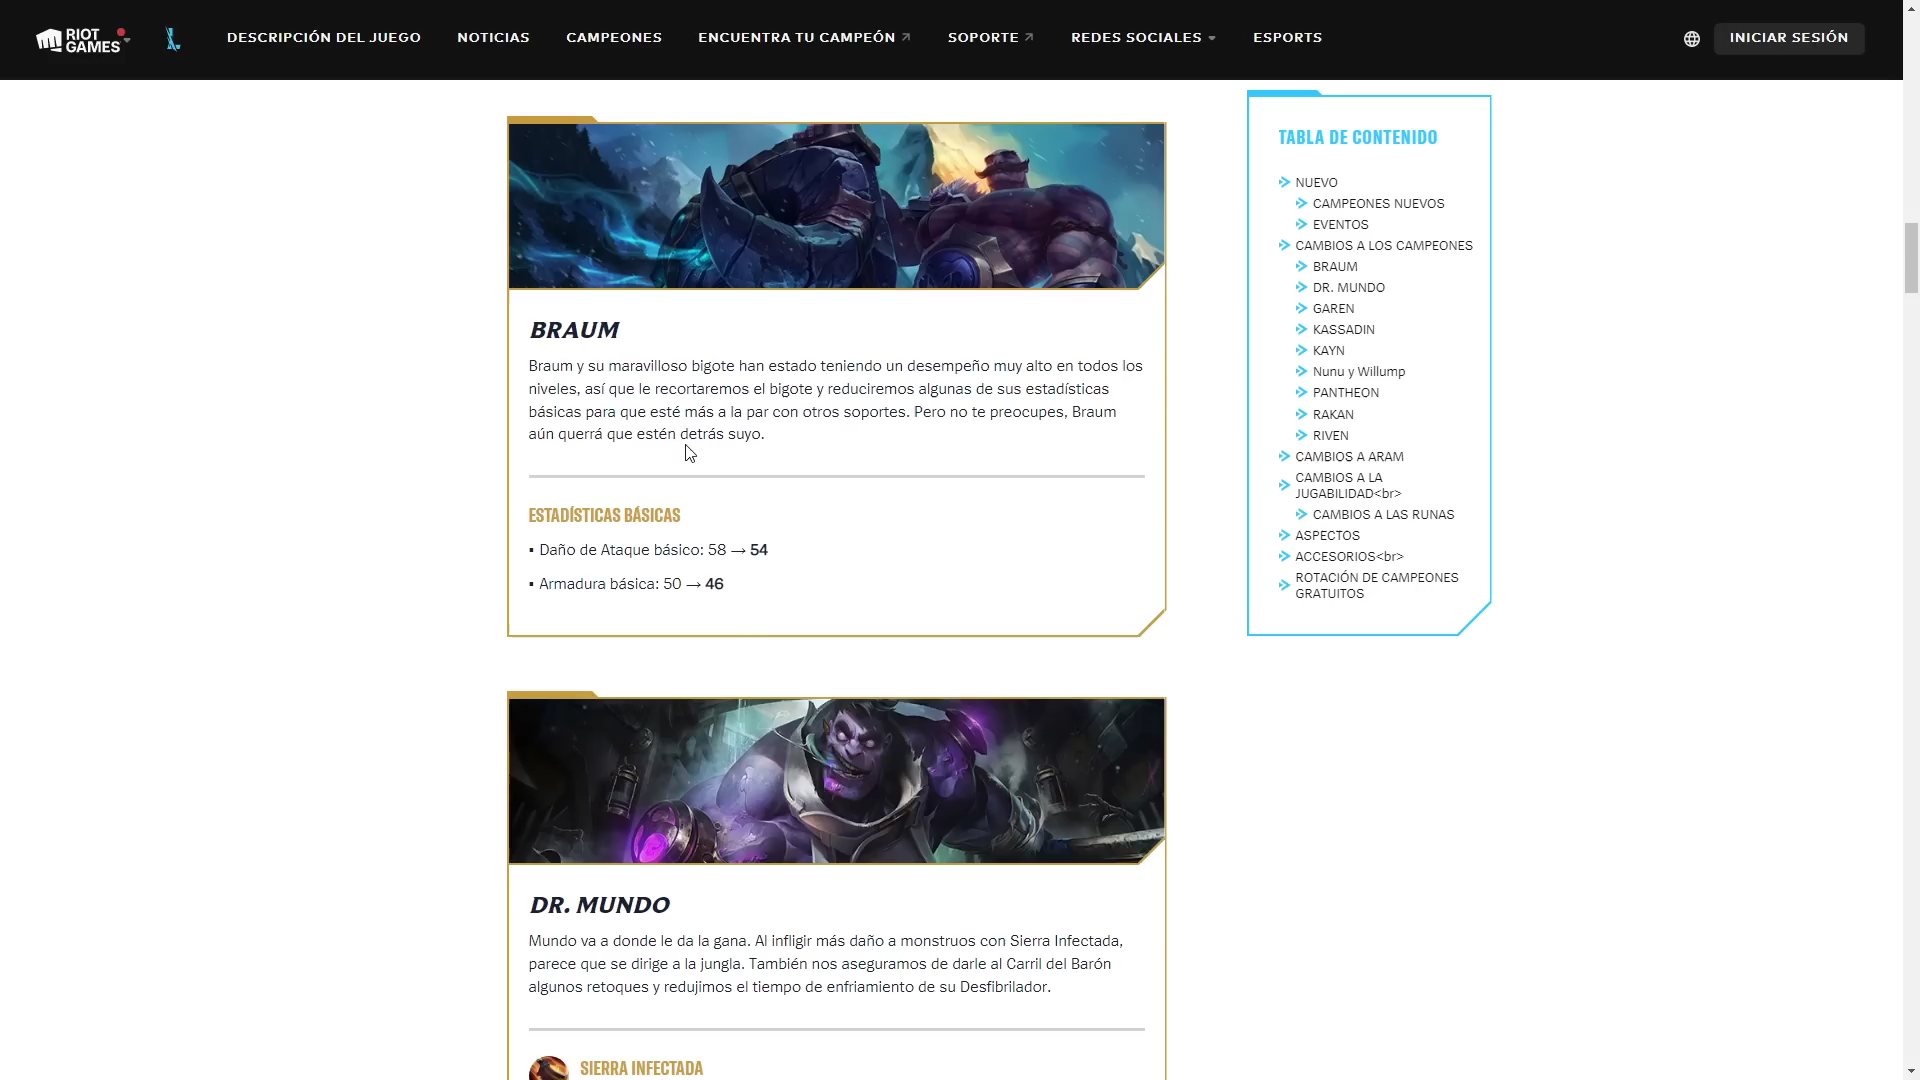 RIOT GAMES
DESCRIPCIÓN DEL JUEGO
NOTICIAS
CAMPEONES
ENCUENTRA TU CAMPEÓN
SOPORTE
REDES SOCIALES
ESPORTS
INICIAR SESIÓN
BRAUM
Braum y su maravilloso bigote han estado teniendo un desempeño muy alto en todos los
niveles, así que le recortaremos el bigote y reduciremos algunas de sus estadísticas
básicas para que esté más a la par con otros soportes. Pero no te preocupes, Braum
aún querrá que estén detrás suyo.
ESTADÍSTICAS BÁSICAS
▪ Daño de Ataque básico: 58 → 54
▪ Armadura básica: 50 → 46
DR. MUNDO
Mundo va a donde le da la gana. Al infligir más daño a monstruos con Sierra Infectada,
parece que se dirige a la jungla. También nos aseguramos de darle al Carril del Barón
algunos retoques y redujimos el tiempo de enfriamiento de su Desfibrilador.
SIERRA INFECTADA
TABLA DE CONTENIDO
NUEVO
CAMPEONES NUEVOS
EVENTOS
CAMBIOS A LOS CAMPEONES
BRAUM
DR. MUNDO
GAREN
KASSADIN
KAYN
Nunu y Willump
PANTHEON
RAKAN
RIVEN
CAMBIOS A ARAM
CAMBIOS A LA
JUGABILIDAD<br>
CAMBIOS A LAS RUNAS
ASPECTOS
ACCESORIOS<br>
ROTACIÓN DE CAMPEONES
GRATUITOS